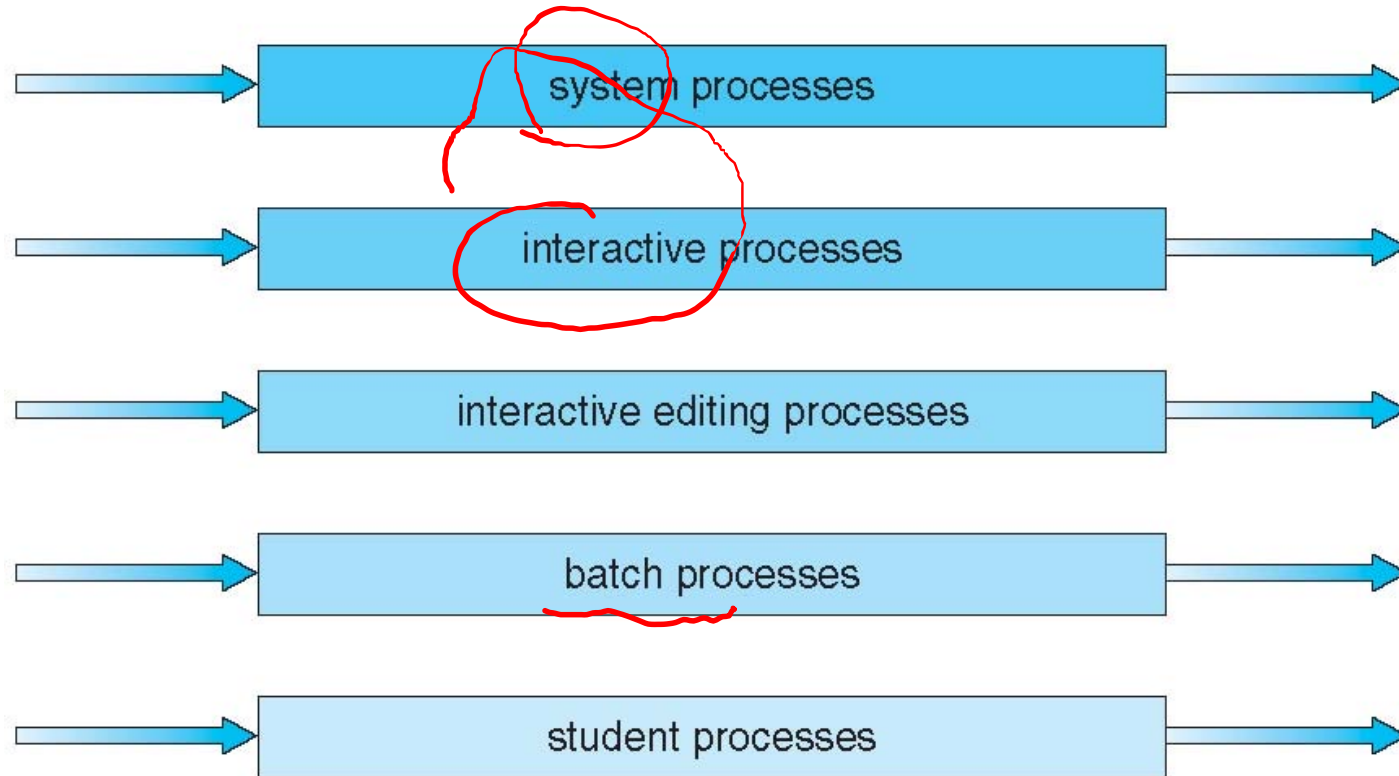 system processes
interactive processes
interactive editing processes
batch processes
student processes